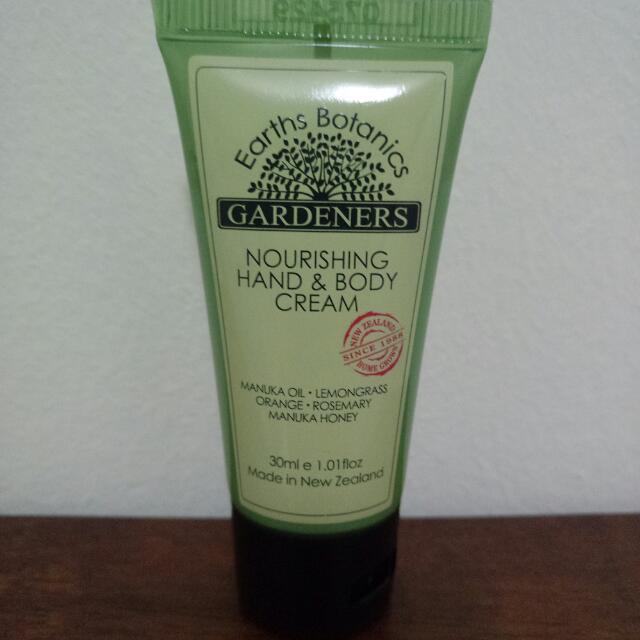 Earths Botanics
GARDENERS
NOURISHING
HAND & BODY
CREAM
NEW ZEALAND
SINCE 1988
HOME GROWN
MANUKA OIL • LEMONGRASS
ORANGE • ROSEMARY
MANUKA HONEY
30ml e 1.01floz
Made in New Zealand